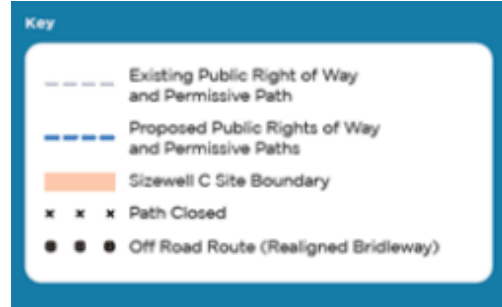 Key
Existing Public Right of Way
and Permissive Path
Proposed Public Rights of Way
and Permissive Paths
Sizewell C Site Boundary
Path Closed
Off Road Route (Realigned Bridleway)